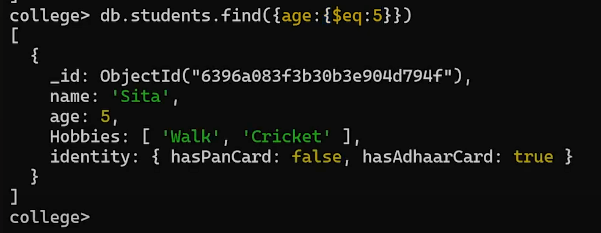 college> db.students.find({age:{$eq:5}})
[
  {
    _id: ObjectId("6396a083f3b30b3e904d794f"),
    name: 'Sita',
    age: 5,
    Hobbies: [ 'Walk', 'Cricket' ],
    identity: { hasPanCard: false, hasAdhaarCard: true }
  }
]
college>